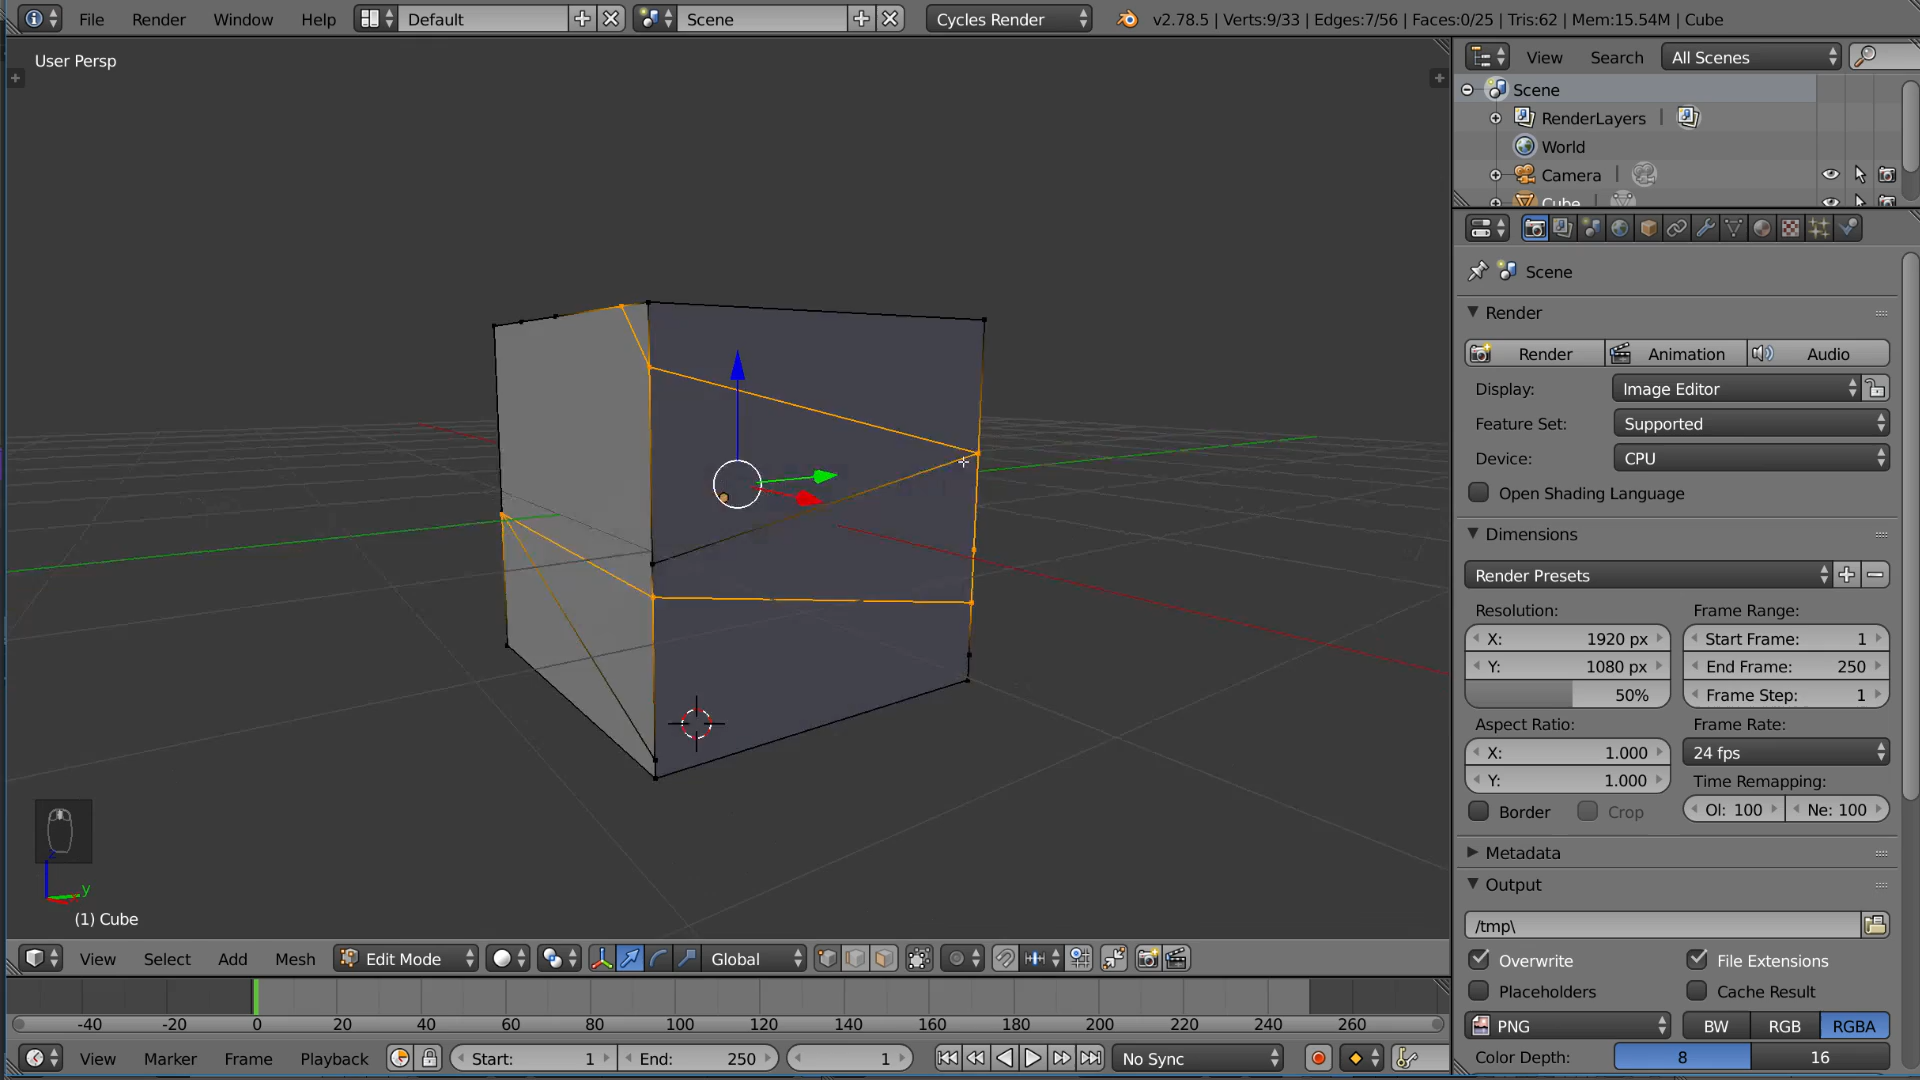 File Render Window Help Default Scene Cycles Render v2.78.5 | Verts:9/33 | Edges:7/56 | Faces:0/25 | Tris:62 | Mem:15.54M | Cube
User Persp
z
y
(1) Cube
View Select Add Mesh Edit Mode Global
-40 -20 0 20 40 60 80 100 120 140 160 180 200 220 240 260
View Marker Frame Playback Start: 1 End: 250 1 No Sync
View Search All Scenes
Scene
RenderLayers |
World
Camera |
Cube |
Scene
Render
Render Animation Audio
Display: Image Editor
Feature Set: Supported
Device: CPU
Open Shading Language
Dimensions
Render Presets
Resolution: Frame Range:
X: 1920 px Start Frame: 1
Y: 1080 px End Frame: 250
50% Frame Step: 1
Aspect Ratio: Frame Rate:
X: 1.000 24 fps
Y: 1.000 Time Remapping:
Border Crop Ol: 100 Ne: 100
Metadata
Output
/tmp\
Overwrite File Extensions
Placeholders Cache Result
PNG BW RGB RGBA
Color Depth: 8 16